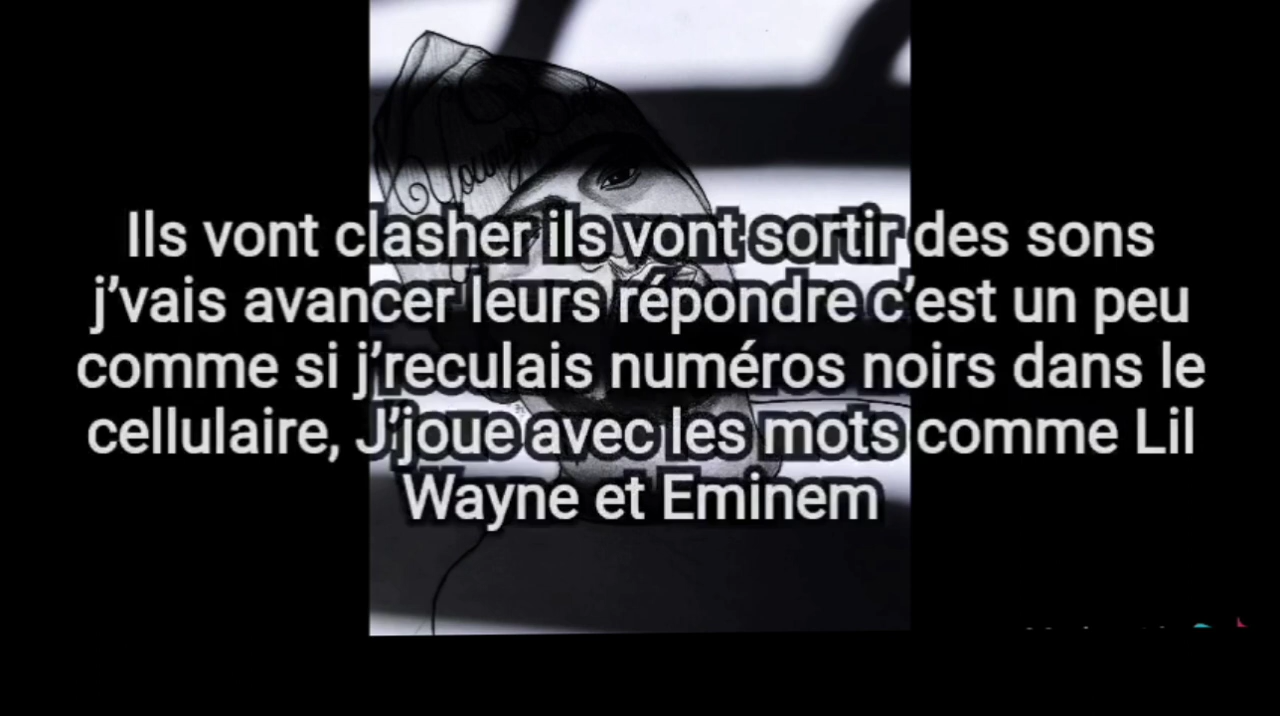 Ils vont clasher ils vont sortir des sons
j’vais avancer leurs répondre c’est un peu
comme si j’reculais numéros noirs dans le
cellulaire, J’joue avec les mots comme Lil
Wayne et Eminem